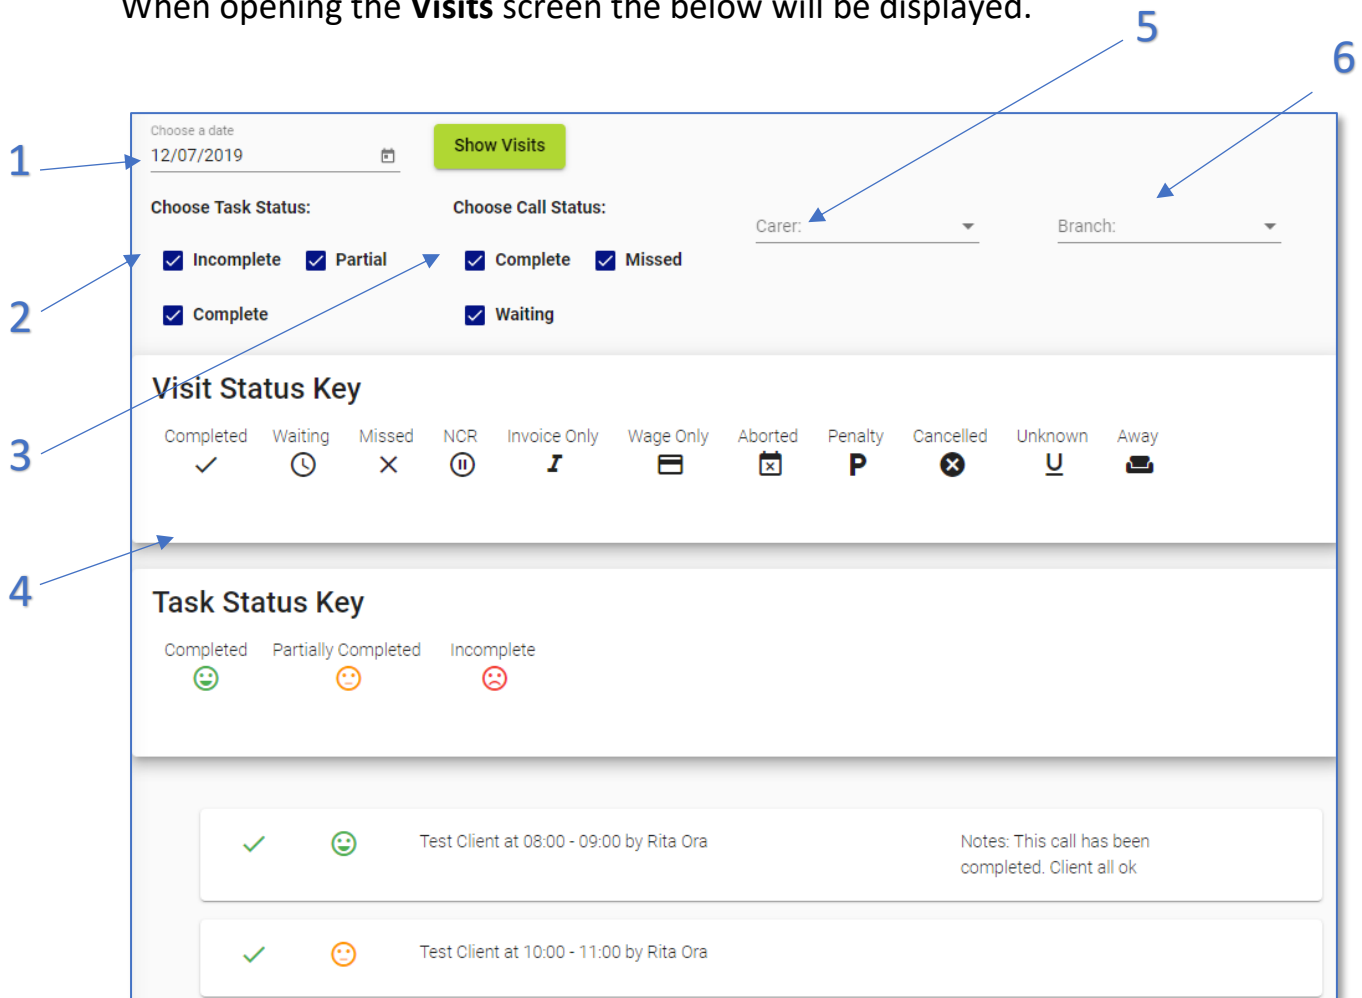 When opening the Visits screen the below will be displayed.
5
6
1
Choose a date
12/07/2019
Show Visits
Choose Task Status:
Choose Call Status:
Carer:
Branch:
Incomplete Partial
Complete Missed
2
Complete
Waiting
Visit Status Key
3
Completed Waiting Missed NCR Invoice Only Wage Only Aborted Penalty Cancelled Unknown Away
I P U
4
Task Status Key
Completed Partially Completed Incomplete
Test Client at 08:00 - 09:00 by Rita Ora
Notes: This call has been
completed. Client all ok
Test Client at 10:00 - 11:00 by Rita Ora